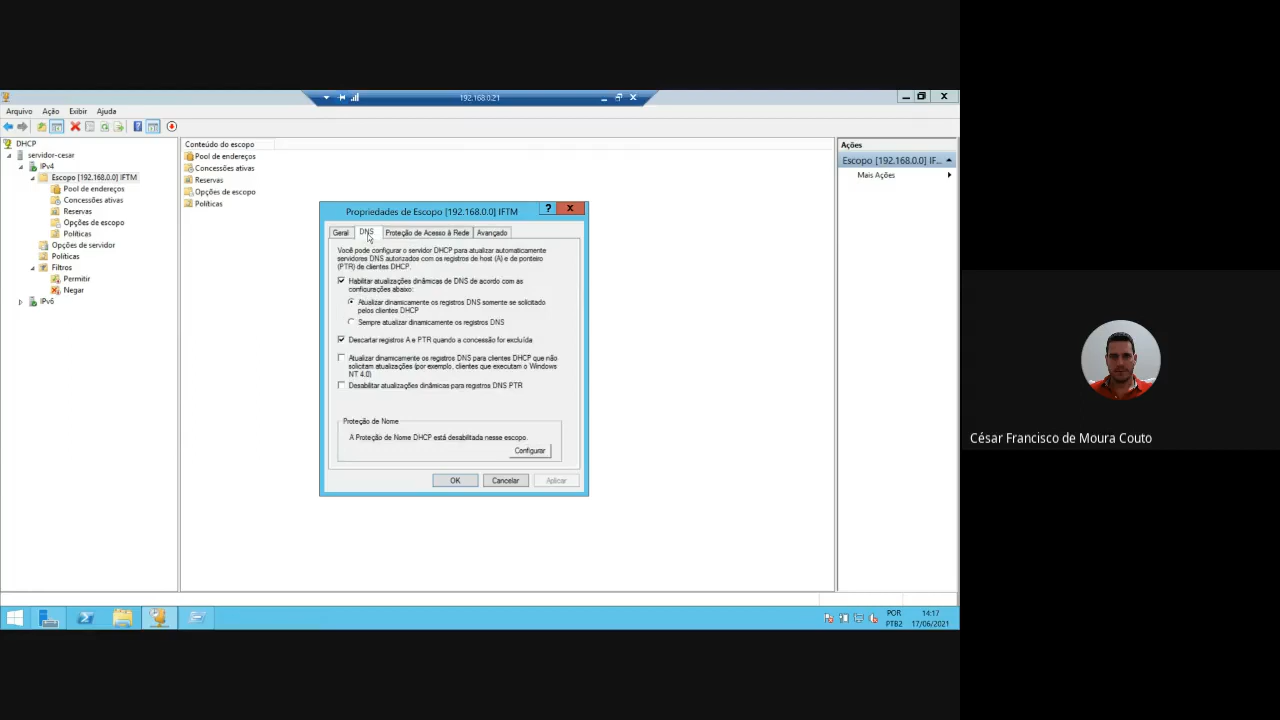 192.168.0.21
Arquivo Ação Exibir Ajuda
DHCP
servidor-cesar
IPv4
Escopo [192.168.0.0] IFTM
Pool de endereços
Concessões ativas
Reservas
Opções de escopo
Políticas
Opções de servidor
Políticas
Filtros
Permitir
Negar
IPv6
Conteúdo do escopo
Pool de endereços
Concessões ativas
Reservas
Opções de escopo
Políticas
Propriedades de Escopo [192.168.0.0] IFTM
Geral DNS Proteção de Acesso à Rede Avançado
Você pode configurar o servidor DHCP para atualizar automaticamente
servidores DNS autorizados com os registros de host (A) e de ponteiro
(PTR) de clientes DHCP.
Habilitar atualizações dinâmicas de DNS de acordo com as
configurações abaixo:
Atualizar dinamicamente os registros DNS somente se solicitado
pelos clientes DHCP
Sempre atualizar dinamicamente os registros DNS
Descartar registros A e PTR quando a concessão for excluída
Atualizar dinamicamente os registros DNS para clientes DHCP que não
solicitam atualizações (por exemplo, clientes que executam o Windows
NT 4.0)
Desabilitar atualizações dinâmicas para registros DNS PTR
Proteção de Nome
A Proteção de Nome DHCP está desabilitada nesse escopo.
Configurar
OK Cancelar Aplicar
Ações
Escopo [192.168.0.0] IF...
Mais Ações
POR
PTB2
14:17
17/06/2021
César Francisco de Moura Couto